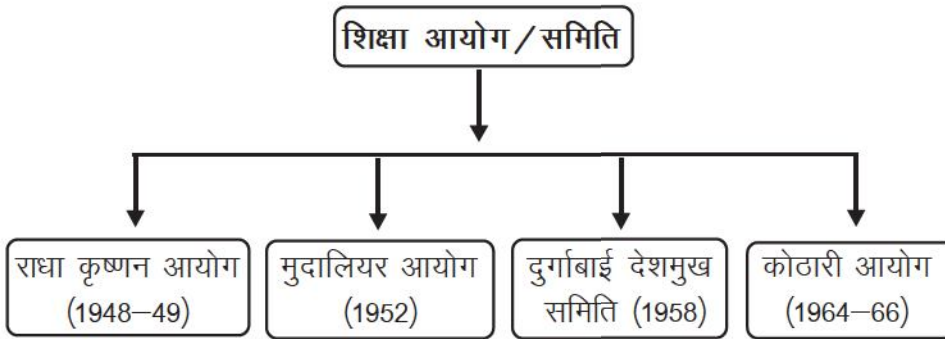 शिक्षा आयोग/समिति
राधा कृष्णन आयोग
(1948–49)
मुदालियर आयोग
(1952)
दुर्गाबाई देशमुख
समिति (1958)
कोठारी आयोग
(1964–66)